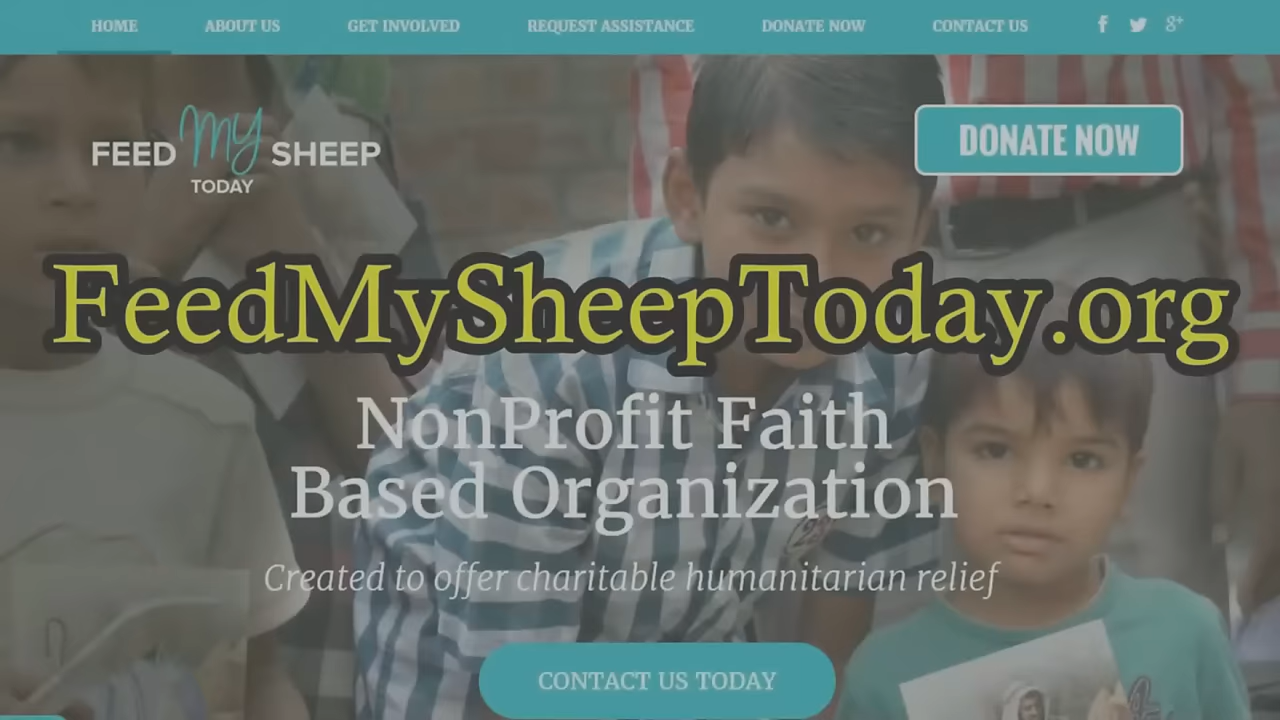 HOME ABOUT US GET INVOLVED REQUEST ASSISTANCE DONATE NOW CONTACT US
FEED My SHEEP
TODAY
DONATE NOW
FeedMySheepToday.org
NonProfit Faith
Based Organization
Created to offer charitable humanitarian relief
CONTACT US TODAY